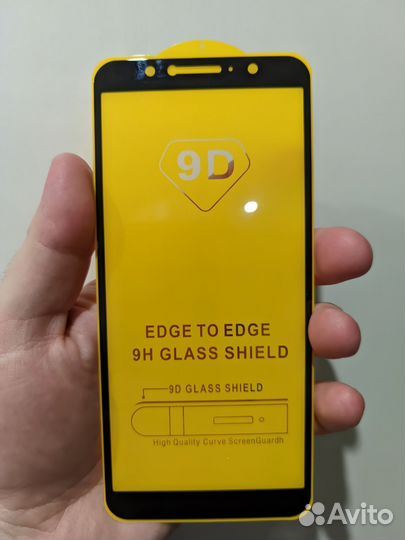 9D
EDGE TO EDGE
9H GLASS SHIELD
9D GLASS SHIELD
High Quality Curve ScreenGuardh
Avito